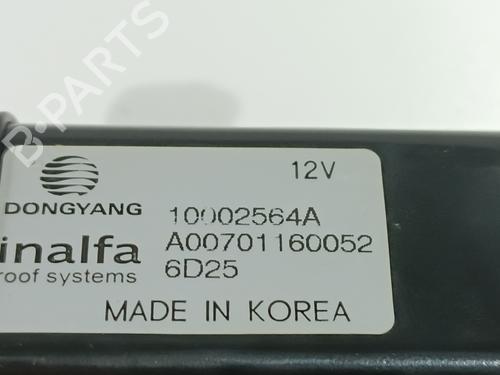 B-PARTS
12V
DONGYANG
10002564A
inalfa
A00701160052
roof systems
6D25
MADE IN KOREA